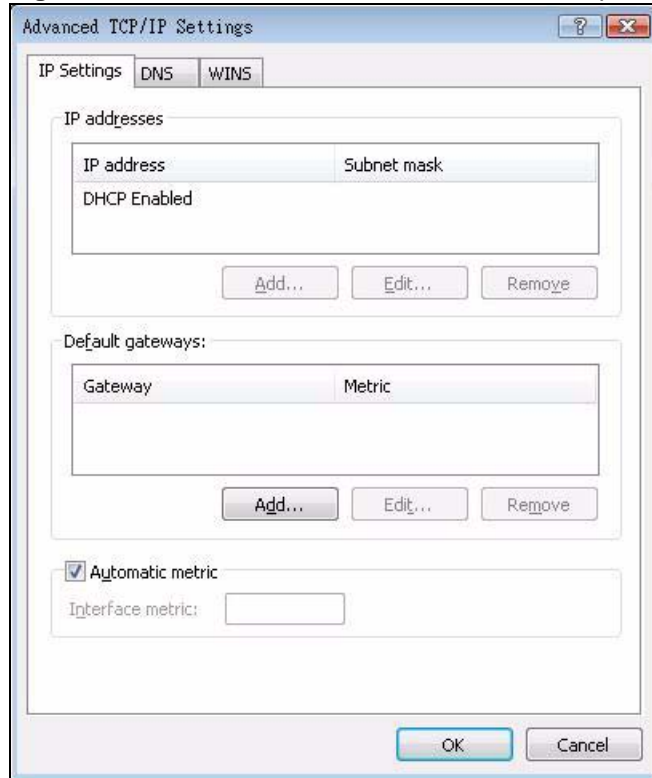 Advanced TCP/IP Settings
IP Settings DNS WINS
IP addresses
IP address Subnet mask
DHCP Enabled
Add... Edit... Remove
Default gateways:
Gateway Metric
Add... Edit... Remove
Automatic metric
Interface metric:
OK Cancel